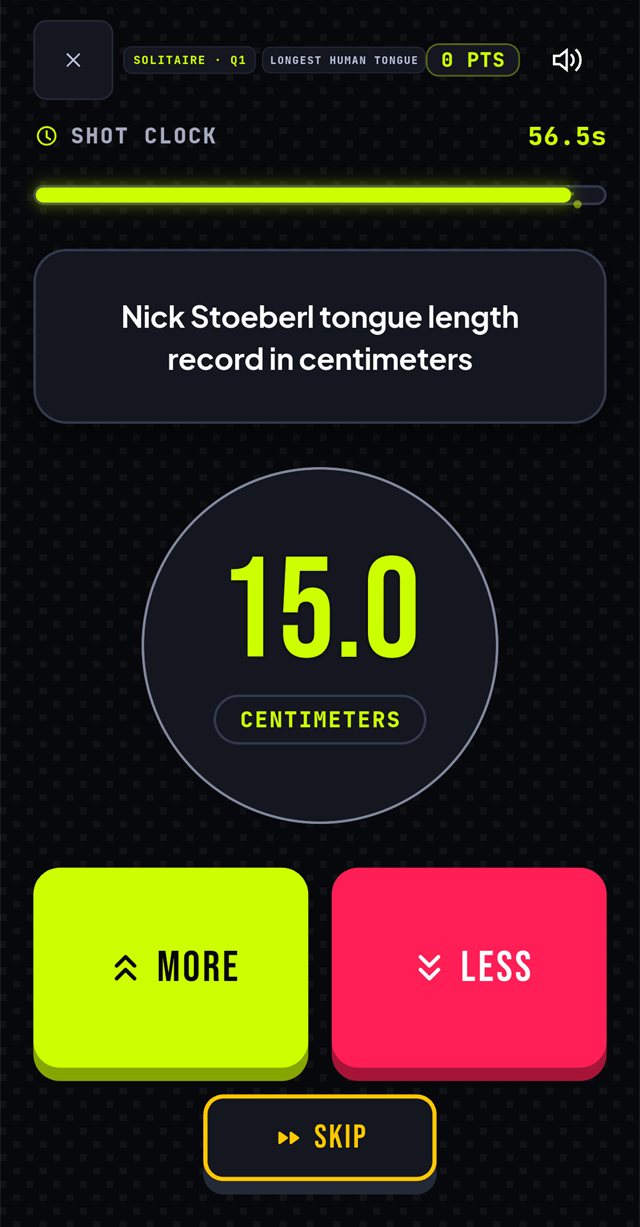 SOLITAIRE · Q1
LONGEST HUMAN TONGUE
0 PTS
SHOT CLOCK
56.5s
Nick Stoeberl tongue length
record in centimeters
15.0
CENTIMETERS
MORE
LESS
SKIP